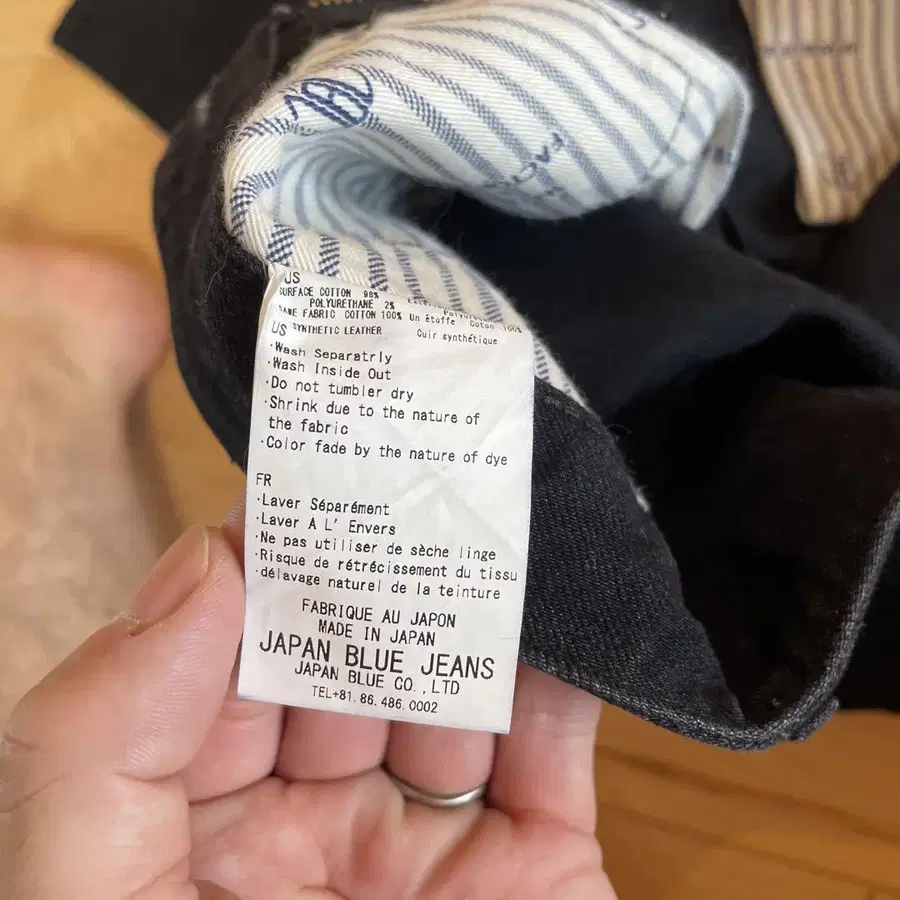 FAC
US
SURFACE COTTON 98%
POLYURETHANE 2%
FABRIC COTTON 100% Un étoffe Coton 100%
US SYNTHETIC LEATHER Cuir synthétique
·Wash Separatrly
·Wash Inside Out
·Do not tumbler dry
·Shrink due to the nature of
the fabric
·Color fade by the nature of dye
FR
·Laver Séparément
·Laver A L' Envers
·Ne pas utiliser de sèche linge
·Risque de rétrécissement du tissu
·délavage naturel de la teinture
FABRIQUE AU JAPON
MADE IN JAPAN
JAPAN BLUE JEANS
JAPAN BLUE CO.,LTD
TEL+81.86.486.0002